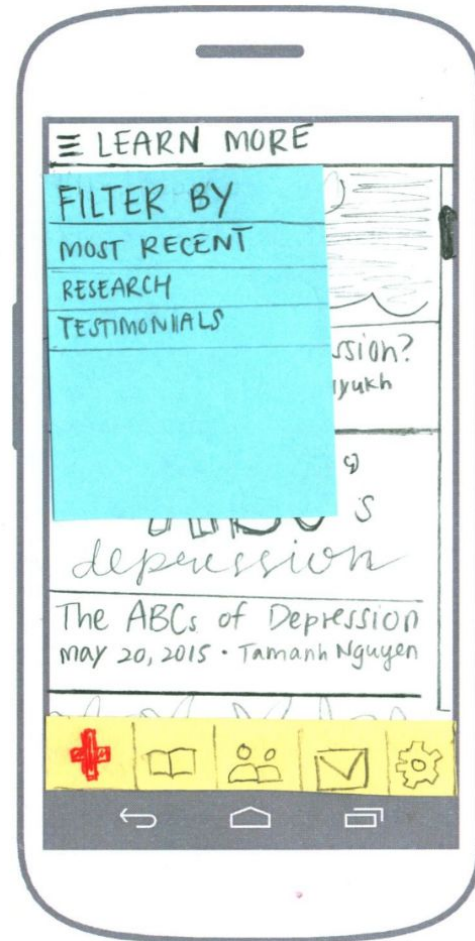 LEARN MORE
FILTER BY
MOST RECENT
RESEARCH
TESTIMONIALS
ssion?
yukh
s
depression
The ABCs of Depression
may 20, 2015 • Tamanh Nguyen